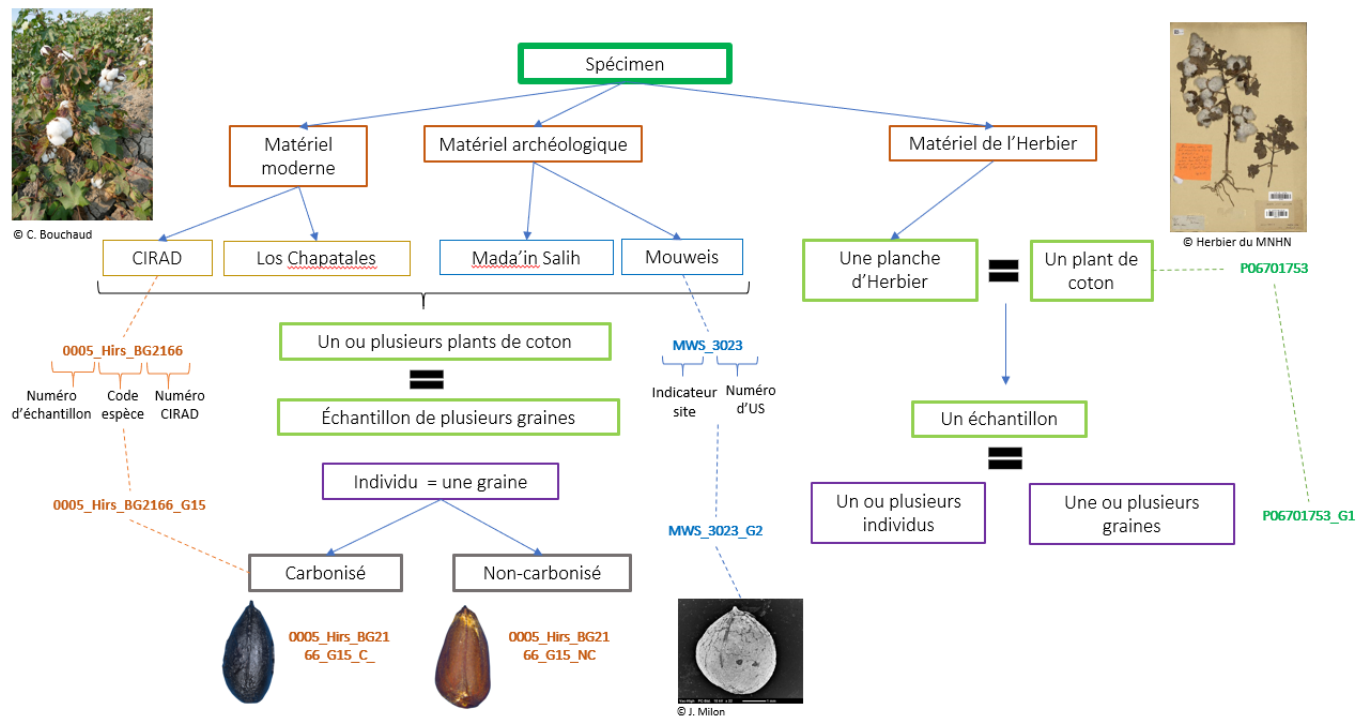 Spécimen
Matériel
moderne
Matériel archéologique
Matériel de l'Herbier
© C. Bouchaud
© Herbier du MNHN
CIRAD
Los Chapatales
Mada'in Salih
Mouweis
Une planche
d'Herbier
=
Un plant de
coton
P06701753
0005_Hirs_BG2166
Numéro
d'échantillon
Code
espèce
Numéro
CIRAD
Un ou plusieurs plants de coton
=
Échantillon de plusieurs graines
MWS_3023
Indicateur
site
Numéro
d'US
Un échantillon
=
Individu = une graine
0005_Hirs_BG2166_G15
MWS_3023_G2
Un ou plusieurs
individus
Une ou plusieurs
graines
P06701753_G1
Carbonisé
Non-carbonisé
0005_Hirs_BG21
66_G15_C_
0005_Hirs_BG21
66_G15_NC
© J. Milon